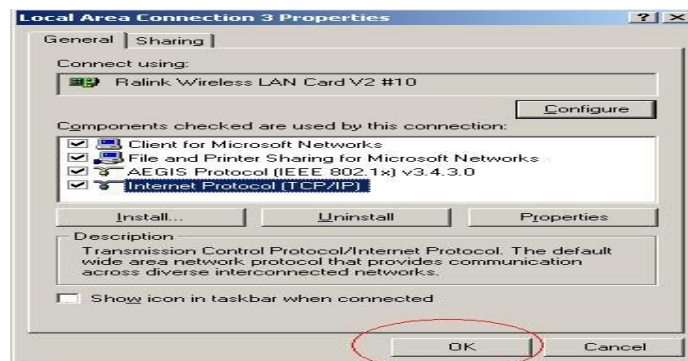 Local Area Connection 3 Properties
General
Sharing
Connect using:
Ralink Wireless LAN Card V2 #10
Configure
Components checked are used by this connection:
Client for Microsoft Networks
File and Printer Sharing for Microsoft Networks
AEGIS Protocol (IEEE 802.1x) v3.4.3.0
Internet Protocol (TCP/IP)
Install...
Uninstall
Properties
Description
Transmission Control Protocol/Internet Protocol. The default
wide area network protocol that provides communication
across diverse interconnected networks.
Show icon in taskbar when connected
OK
Cancel